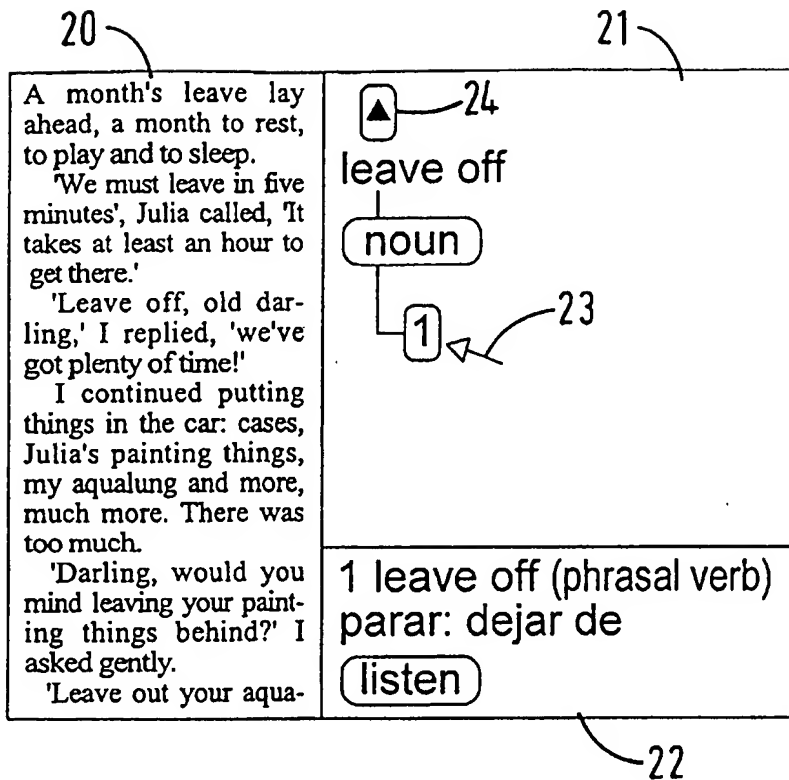 20
21
A month's leave lay
ahead, a month to rest,
to play and to sleep.
'We must leave in five
minutes', Julia called, 'It
takes at least an hour to
get there.'
'Leave off, old dar-
ling,' I replied, 'we've
got plenty of time!'
I continued putting
things in the car: cases,
Julia's painting things,
my aqualung and more,
much more. There was
too much.
'Darling, would you
mind leaving your paint-
ing things behind?' I
asked gently.
'Leave out your aqua-
▲
24
leave off
noun
1
23
1 leave off (phrasal verb)
parar: dejar de
listen
22